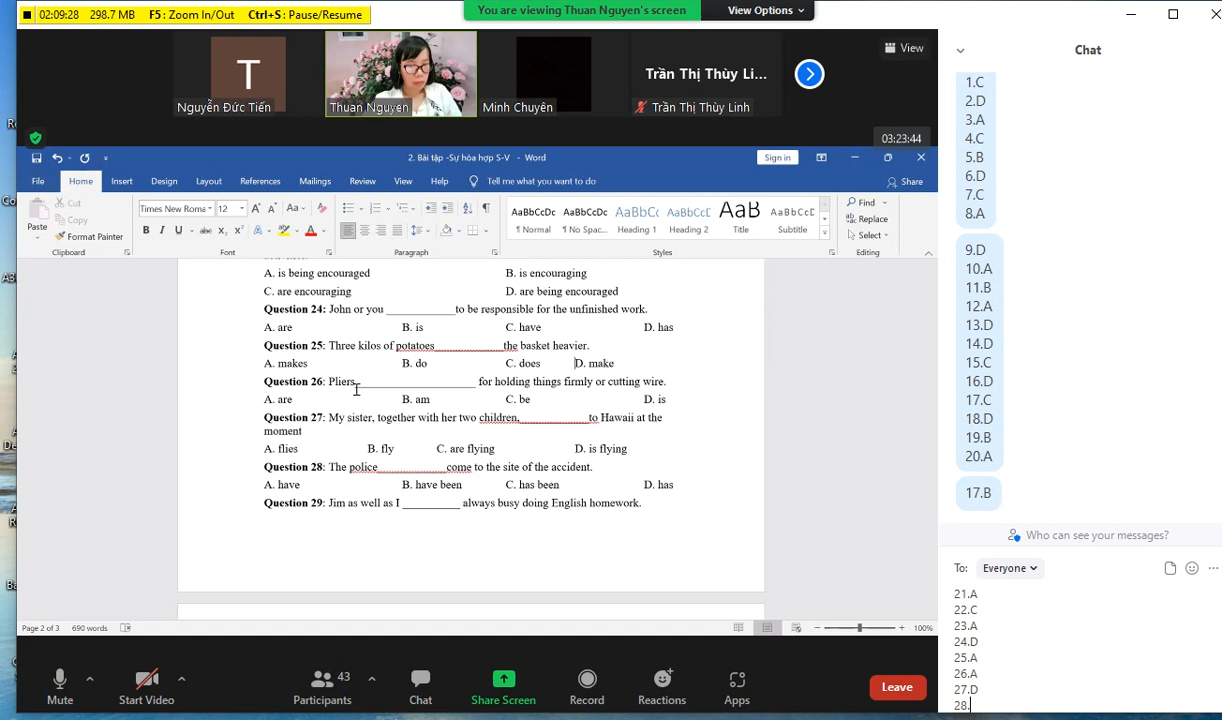 02:09:28 298.7 MB F5: Zoom In/Out Ctrl+S : Pause/Resume
You are viewing Thuan Nguyen's screen
View Options
T
Nguyễn Đức Tiến
Thuan Nguyen
Minh Chuyên
Trần Thị Thùy Li...
Trần Thị Thùy Linh
View
03:23:44
2. Bài tập -Sự hòa hợp S-V - Word
Sign in
File Home Insert Design Layout References Mailings Review View Help Tell me what you want to do Share
Paste
Cut
Copy
Format Painter
Clipboard
Times New Roma 12
B I U abc x₂ x²
Font
Paragraph
AaBbCcDc AaBbCcDc AaBbCc AaBbCcC AaB AaBbCcD
¶ Normal ¶ No Spac... Heading 1 Heading 2 Title Subtitle
Styles
Find
Replace
Select
A. is being encouraged B. is encouraging
C. are encouraging D. are being encouraged
Question 24: John or you ____________to be responsible for the unfinished work.
A. are B. is C. have D. has
Question 25: Three kilos of potatoes____________the basket heavier.
A. makes B. do C. does D. make
Question 26: Pliers____________________ for holding things firmly or cutting wire.
A. are B. am C. be D. is
Question 27: My sister, together with her two children,____________to Hawaii at the
moment
A. flies B. fly C. are flying D. is flying
Question 28: The police____________come to the site of the accident.
A. have B. have been C. has been D. has
Question 29: Jim as well as I __________ always busy doing English homework.
Page 2 of 3 690 words
100%
Mute
Start Video
43
Participants
Chat
Share Screen
Record
Reactions
Apps
Leave
Chat
1.C
2.D
3.A
4.C
5.B
6.D
7.C
8.A
9.D
10.A
11.B
12.A
13.D
14.D
15.C
16.D
17.C
18.D
19.B
20.A
17.B
Who can see your messages?
To: Everyone
21.A
22.C
23.A
24.D
25.A
26.A
27.D
28.